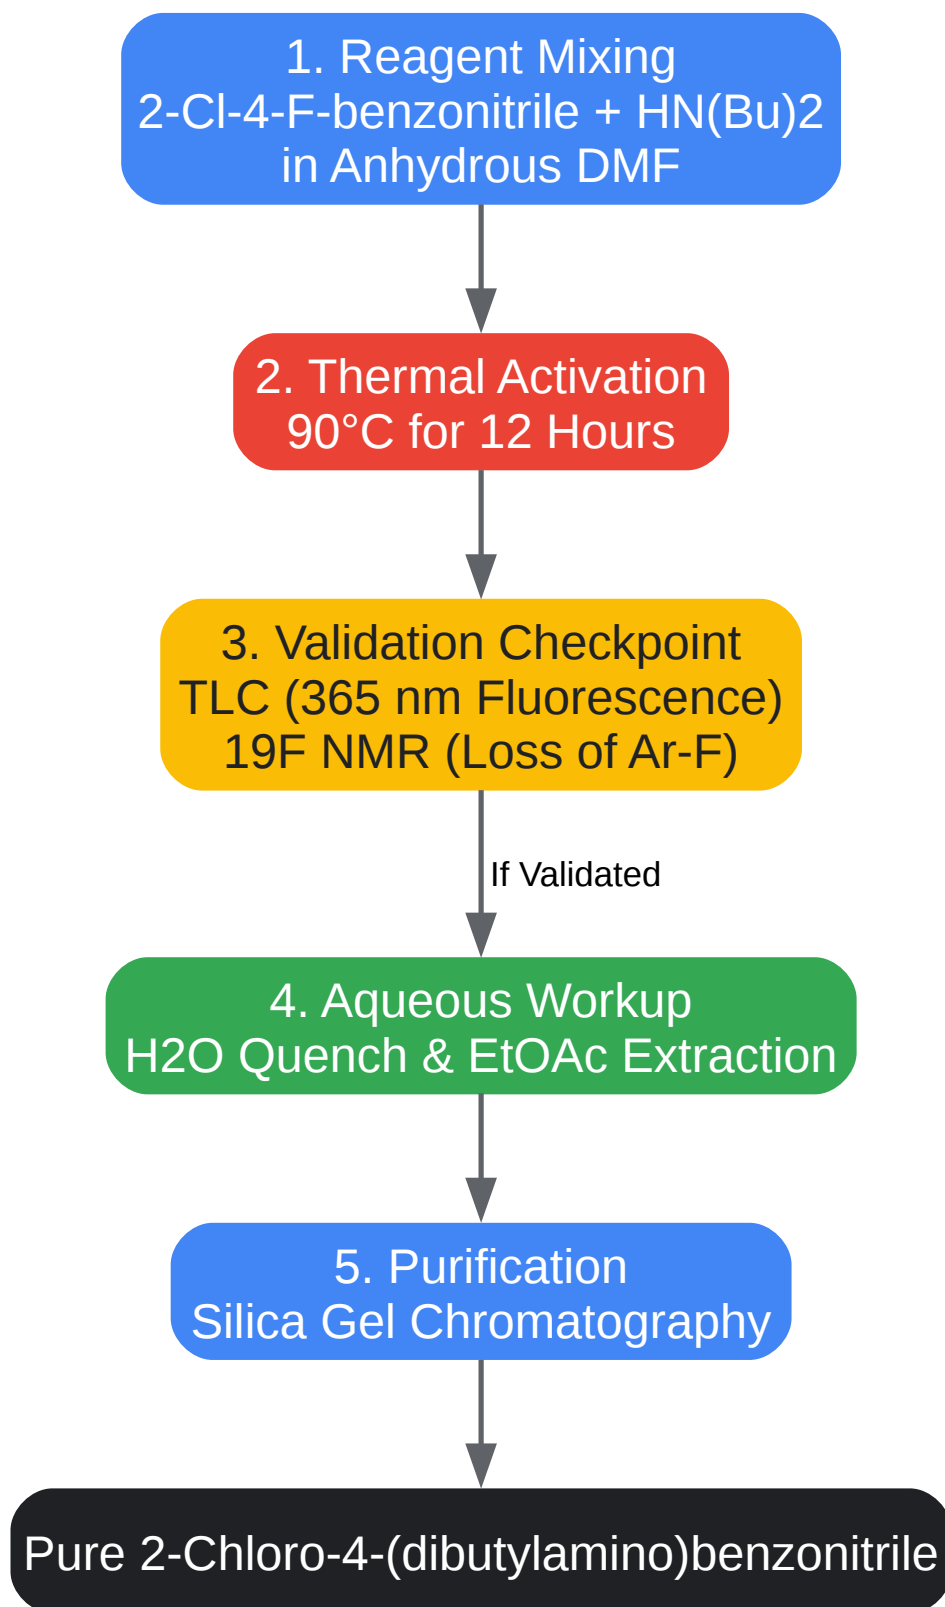 1. Reagent Mixing
2-Cl-4-F-benzonitrile + HN(Bu)2
in Anhydrous DMF
2. Thermal Activation
90°C for 12 Hours
3. Validation Checkpoint
TLC (365 nm Fluorescence)
19F NMR (Loss of Ar-F)
If Validated
4. Aqueous Workup
H2O Quench & EtOAc Extraction
5. Purification
Silica Gel Chromatography
Pure 2-Chloro-4-(dibutylamino)benzonitrile